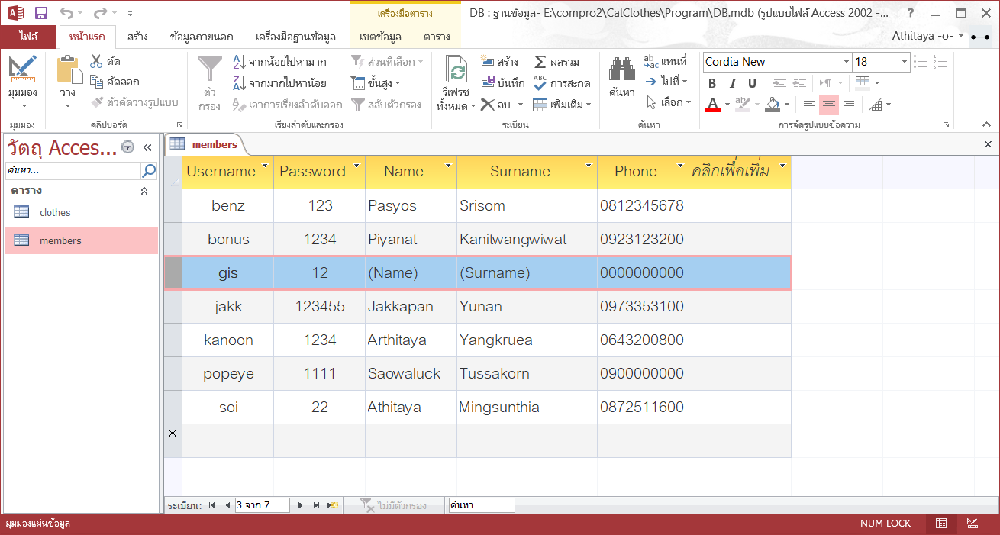 DB : ฐานข้อมูล- E:\compro2\CalClothes\Program\DB.mdb (รูปแบบไฟล์ Access 2002 -...
เครื่องมือตาราง
ไฟล์ หน้าแรก สร้าง ข้อมูลภายนอก เครื่องมือฐานข้อมูล เขตข้อมูล ตาราง Athitaya -o-
มุมมอง
วาง
ตัด
คัดลอก
ตัวคัดวางรูปแบบ
ตัวกรอง
จากน้อยไปหามาก
จากมากไปหาน้อย
เอาการเรียงลำดับออก
ส่วนที่เลือก
ขั้นสูง
สลับตัวกรอง
รีเฟรช
ทั้งหมด
สร้าง
บันทึก
ลบ
ผลรวม
การสะกด
เพิ่มเติม
ค้นหา
แทนที่
ไปที่
เลือก
Cordia New 18
B I U
มุมมอง คลิปบอร์ด เรียงลำดับและกรอง ระเบียน ค้นหา การจัดรูปแบบข้อความ
วัตถุ Acces...
ค้นหา...
ตาราง
clothes
members
members
Username Password Name Surname Phone คลิกเพื่อเพิ่ม
benz 123 Pasyos Srisom 0812345678
bonus 1234 Piyanat Kanitwangwiwat 0923123200
gis 12 (Name) (Surname) 0000000000
jakk 123455 Jakkapan Yunan 0973353100
kanoon 1234 Arthitaya Yangkruea 0643200800
popeye 1111 Saowaluck Tussakorn 0900000000
soi 22 Athitaya Mingsunthia 0872511600
ระเบียน: 3 จาก 7 ไม่มีตัวกรอง ค้นหา
มุมมองแผ่นข้อมูล NUM LOCK